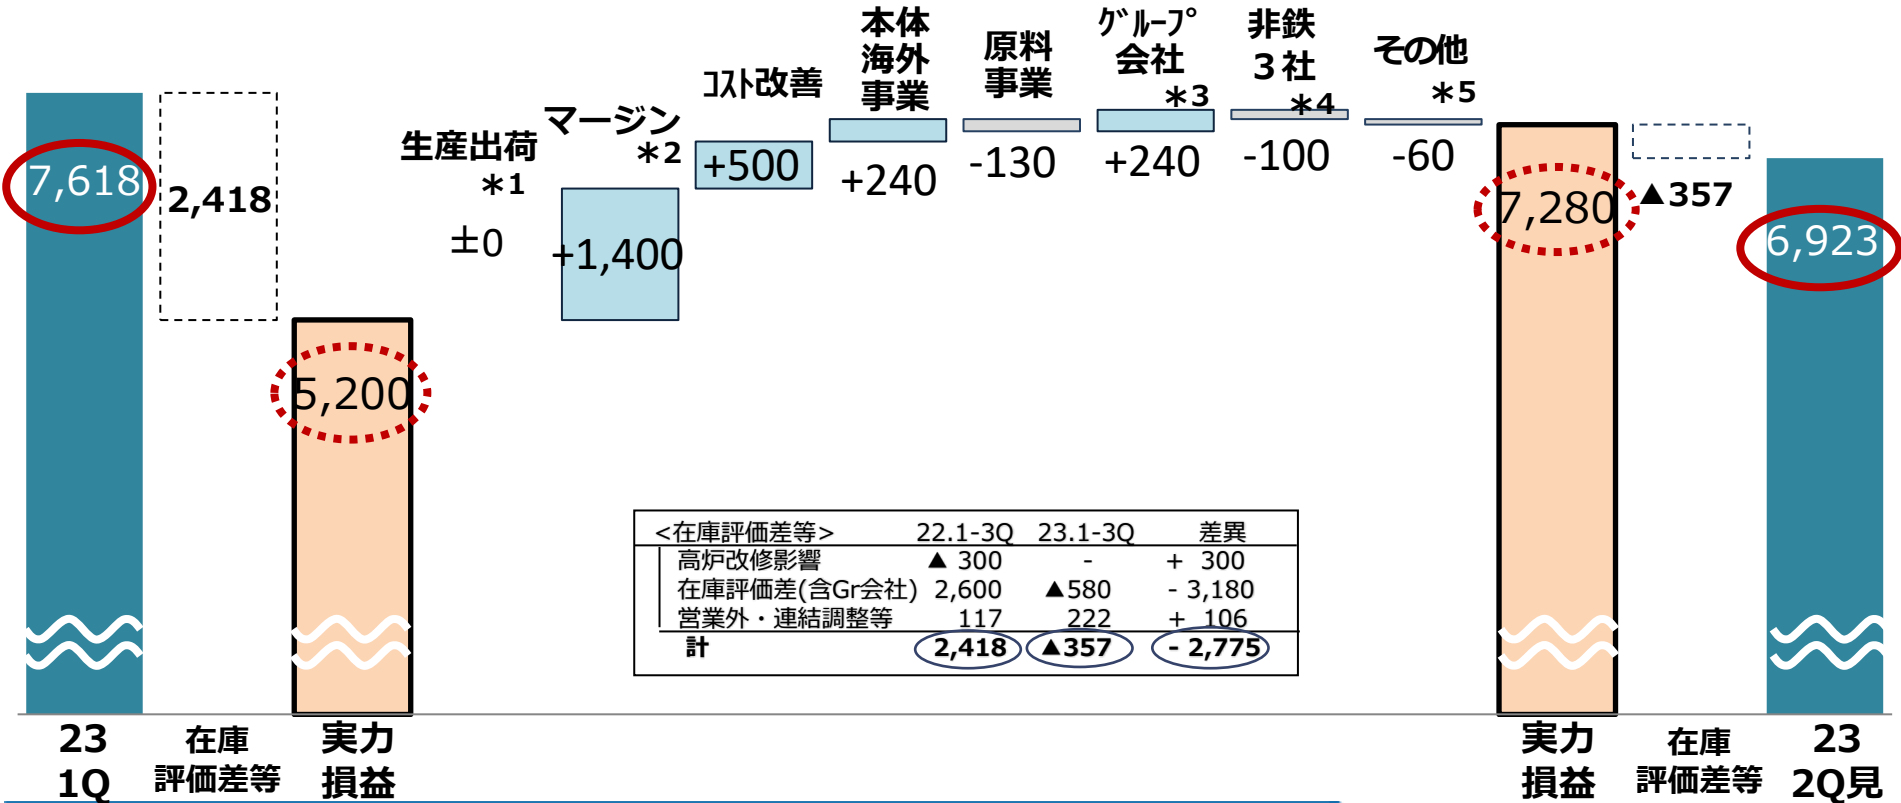 本体
海外
事業
原料
事業
ｸﾞﾙｰﾌﾟ
会社
＊3
非鉄
３社
＊4
その他
＊5
ｺｽﾄ改善
マージン
＊2
生産出荷
＊1
7,618
2,418
5,200
±0
+1,400
+500
+240
-130
+240
-100
-60
7,280
▲357
6,923
<在庫評価差等> 22.1-3Q 23.1-3Q 差異
高炉改修影響 ▲ 300 - + 300
在庫評価差(含Gr会社) 2,600 ▲580 - 3,180
営業外・連結調整等 117 222 + 106
計 2,418 ▲357 - 2,775
23
1Q
在庫
評価差等
実力
損益
実力
損益
在庫
評価差等
23
2Q見